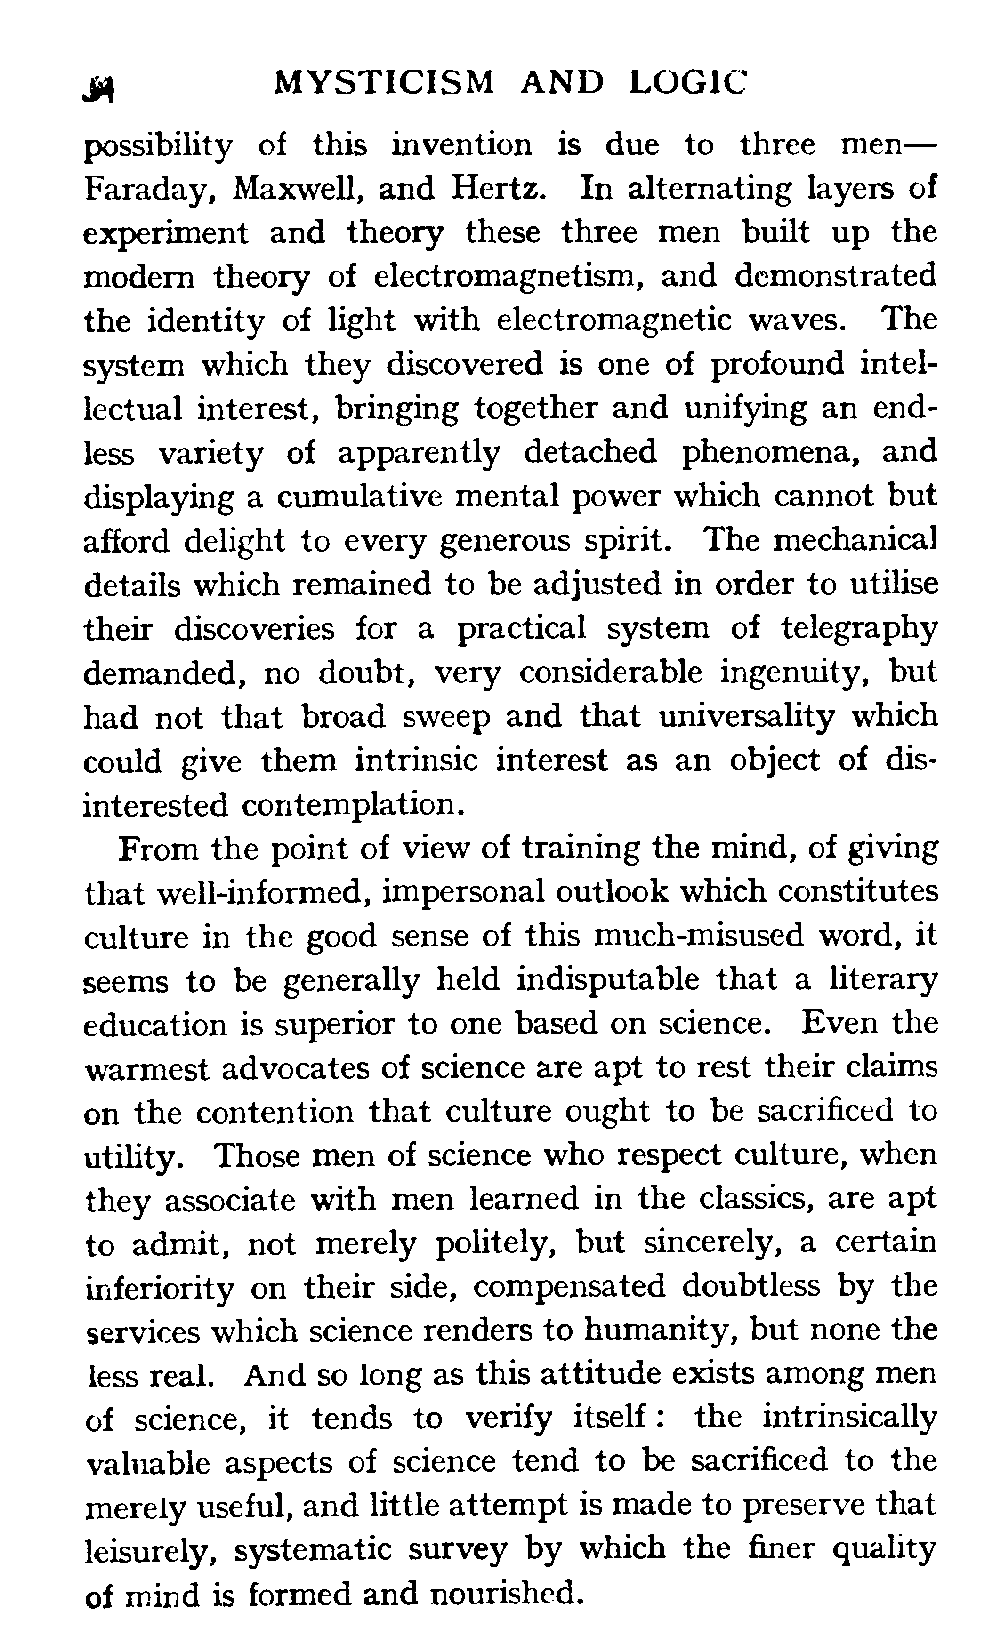 34 MYSTICISM AND LOGIC
possibility of this invention is due to three men—
Faraday, Maxwell, and Hertz. In alternating layers of
experiment and theory these three men built up the
modern theory of electromagnetism, and demonstrated
the identity of light with electromagnetic waves. The
system which they discovered is one of profound intel-
lectual interest, bringing together and unifying an end-
less variety of apparently detached phenomena, and
displaying a cumulative mental power which cannot but
afford delight to every generous spirit. The mechanical
details which remained to be adjusted in order to utilise
their discoveries for a practical system of telegraphy
demanded, no doubt, very considerable ingenuity, but
had not that broad sweep and that universality which
could give them intrinsic interest as an object of dis-
interested contemplation.
From the point of view of training the mind, of giving
that well-informed, impersonal outlook which constitutes
culture in the good sense of this much-misused word, it
seems to be generally held indisputable that a literary
education is superior to one based on science. Even the
warmest advocates of science are apt to rest their claims
on the contention that culture ought to be sacrificed to
utility. Those men of science who respect culture, when
they associate with men learned in the classics, are apt
to admit, not merely politely, but sincerely, a certain
inferiority on their side, compensated doubtless by the
services which science renders to humanity, but none the
less real. And so long as this attitude exists among men
of science, it tends to verify itself : the intrinsically
valuable aspects of science tend to be sacrificed to the
merely useful, and little attempt is made to preserve that
leisurely, systematic survey by which the finer quality
of mind is formed and nourished.